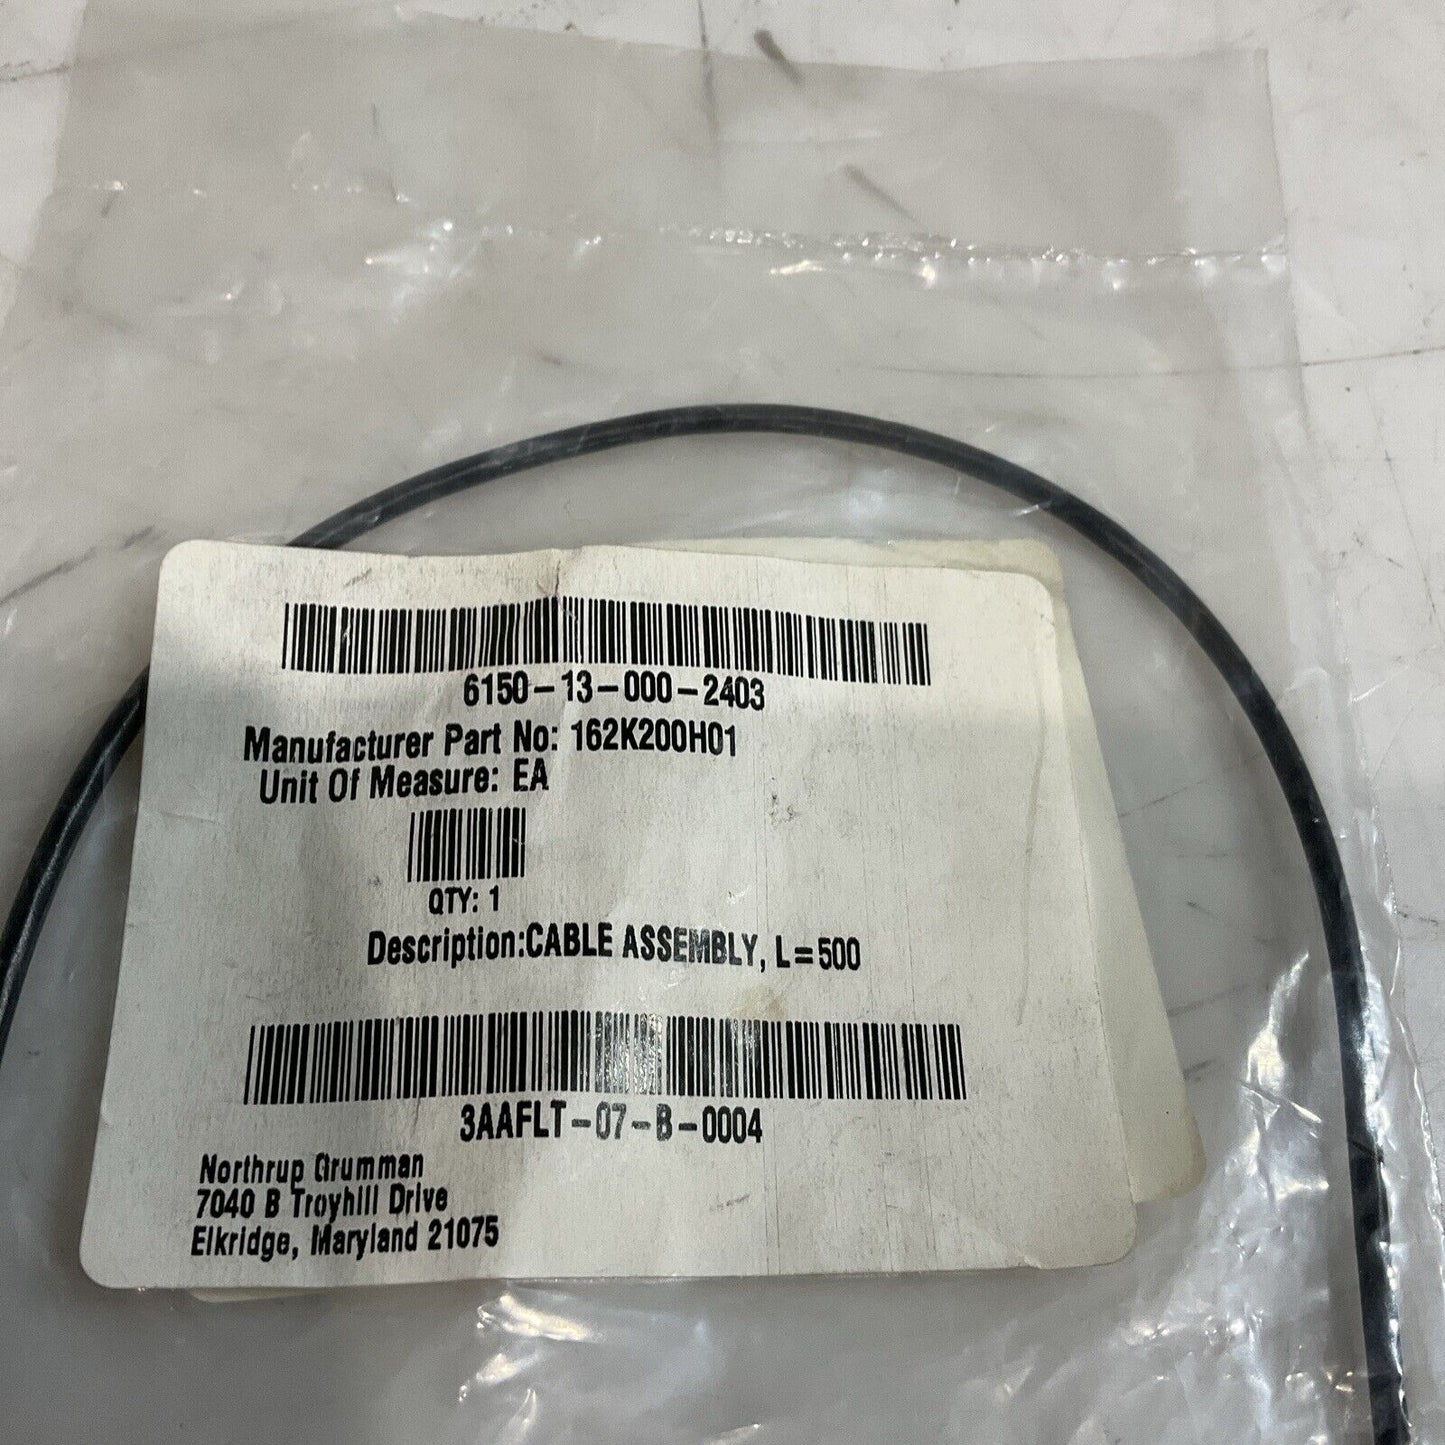 6150-13-000-2403
Manufacturer Part No: 162K200H01
Unit Of Measure: EA
QTY: 1
Description:CABLE ASSEMBLY, L=500
3AAFLT-07-B-0004
Northrup Grumman
7040 B Troyhill Drive
Elkridge, Maryland 21075